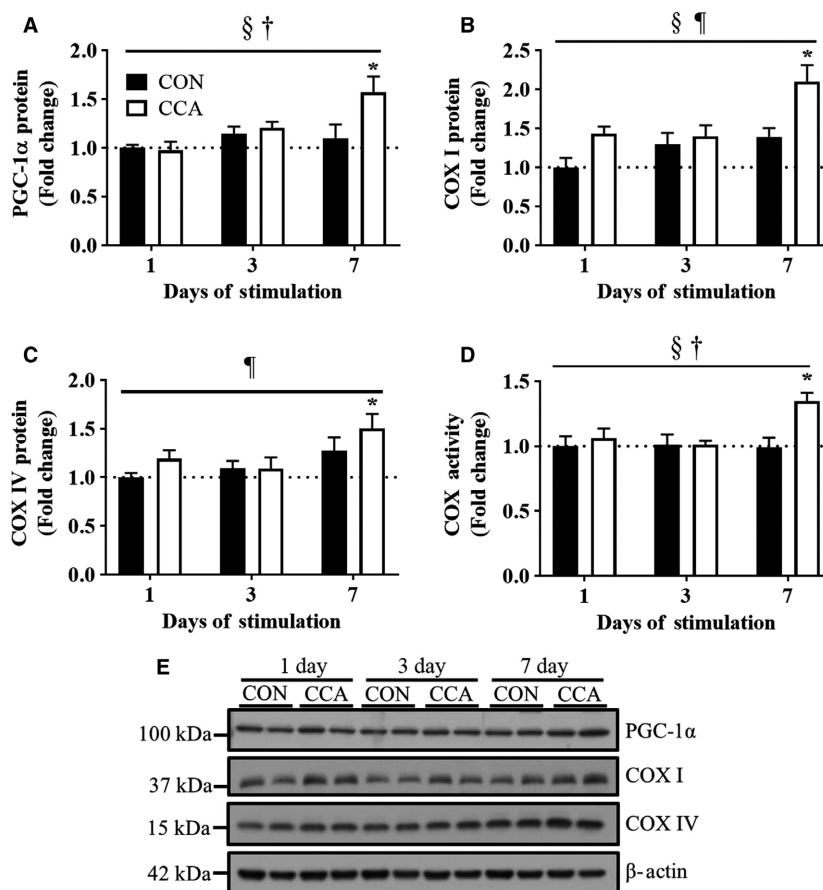 A
§ †
2.0
1.5
1.0
0.5
0.0
PGC-1α protein
(Fold change)
CON
CCA
*
1 3 7
Days of stimulation
B
§ ¶
2.5
2.0
1.5
1.0
0.5
0.0
COX I protein
(Fold change)
*
1 3 7
Days of stimulation
C
¶
2.0
1.5
1.0
0.5
0.0
COX IV protein
(Fold change)
*
1 3 7
Days of stimulation
D
§ †
1.5
1.0
0.5
0.0
COX activity
(Fold change)
*
1 3 7
Days of stimulation
E
1 day 3 day 7 day
CON CCA CON CCA CON CCA
100 kDa PGC-1α
37 kDa COX I
15 kDa COX IV
42 kDa β-actin